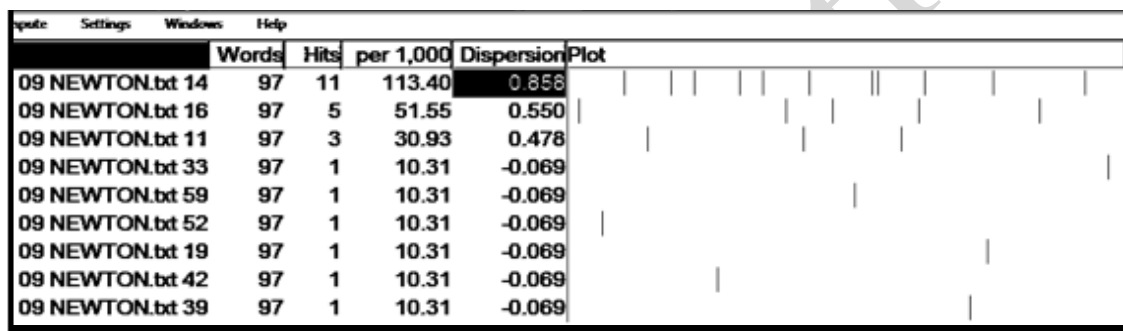 Settings Windows Help
Words Hits per 1,000 Dispersion Plot
09 NEWTON.txt 14 97 11 113.40 0.858
09 NEWTON.txt 16 97 5 51.55 0.550
09 NEWTON.txt 11 97 3 30.93 0.478
09 NEWTON.txt 33 97 1 10.31 -0.069
09 NEWTON.txt 59 97 1 10.31 -0.069
09 NEWTON.txt 52 97 1 10.31 -0.069
09 NEWTON.txt 19 97 1 10.31 -0.069
09 NEWTON.txt 42 97 1 10.31 -0.069
09 NEWTON.txt 39 97 1 10.31 -0.069